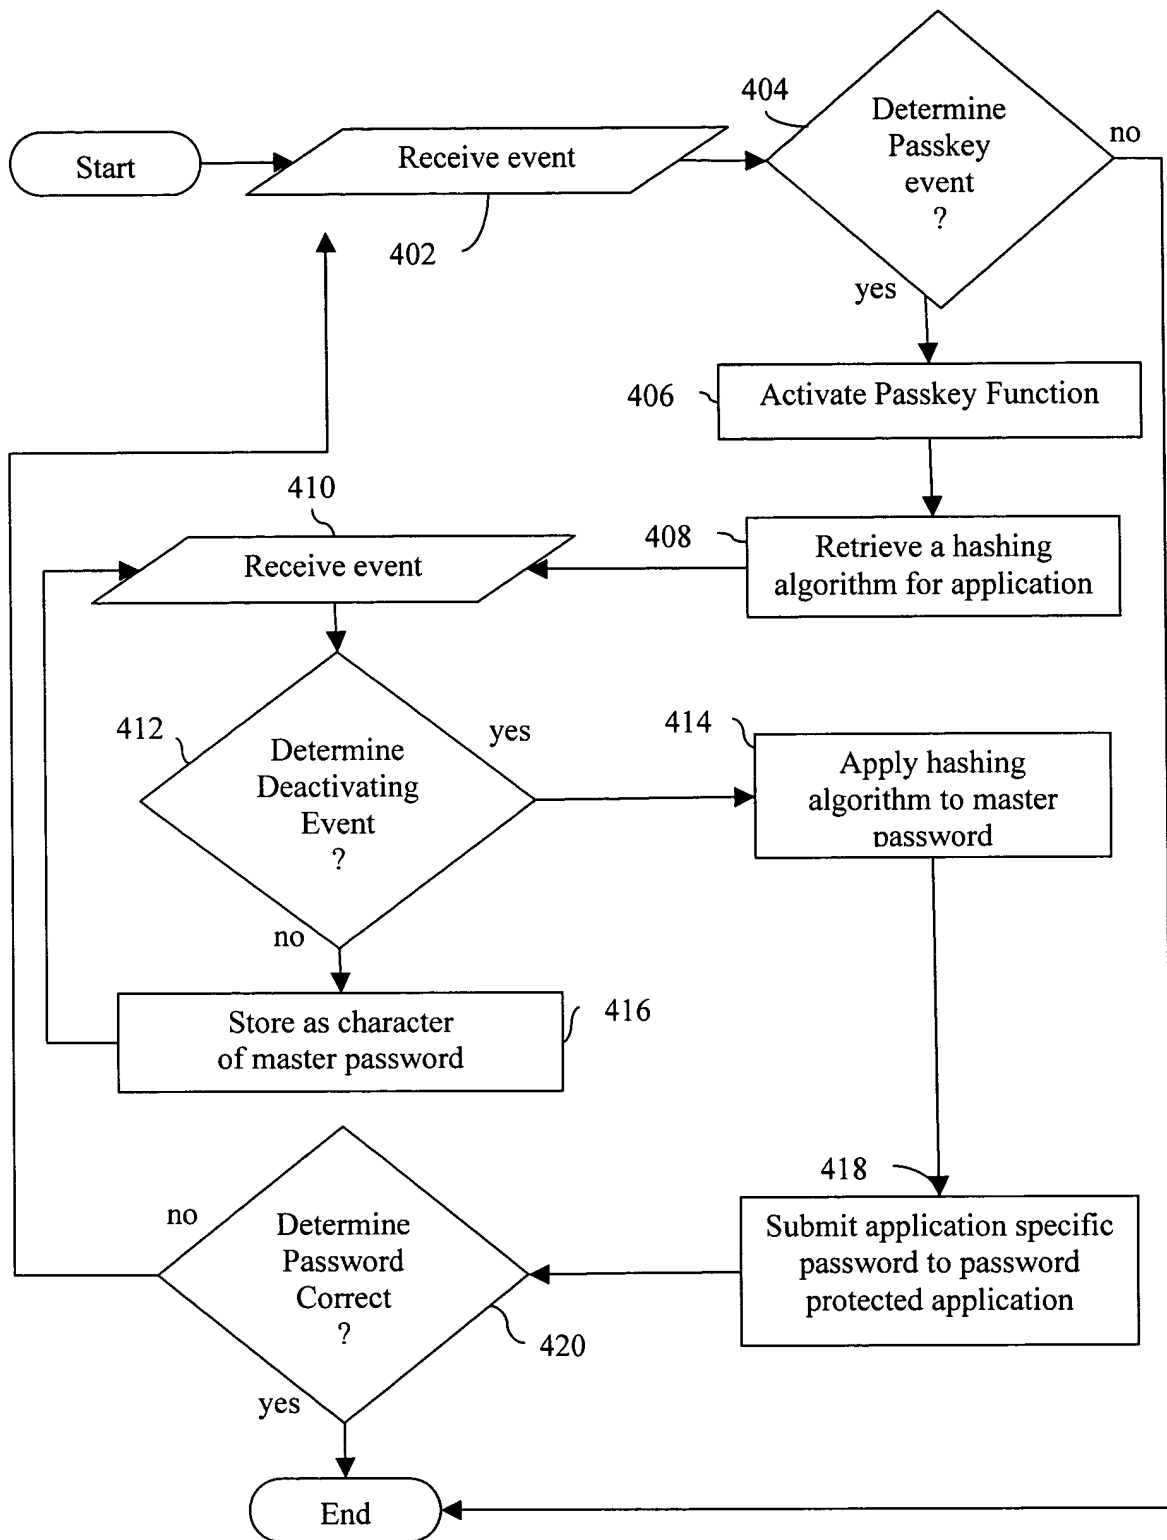 404
Determine
Passkey
event
?
no
Start
Receive event
402
yes
406
Activate Passkey Function
410
408
Retrieve a hashing
algorithm for application
Receive event
412
Determine
Deactivating
Event
?
yes
414
Apply hashing
algorithm to master
password
no
Store as character
of master password
416
418
Submit application specific
password to password
protected application
no
Determine
Password
Correct
?
420
yes
End